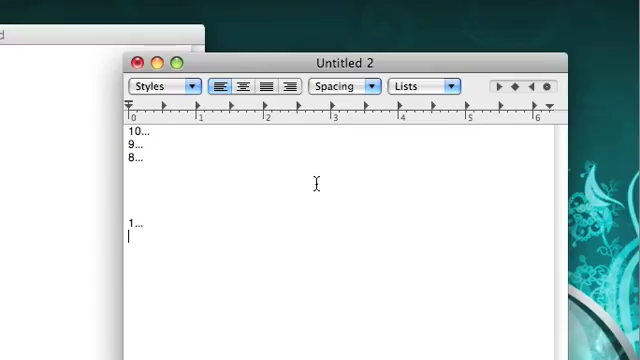 d
Untitled 2
Styles
Spacing
Lists
0 1 2 3 4 5 6
10...
9...
8...
1...